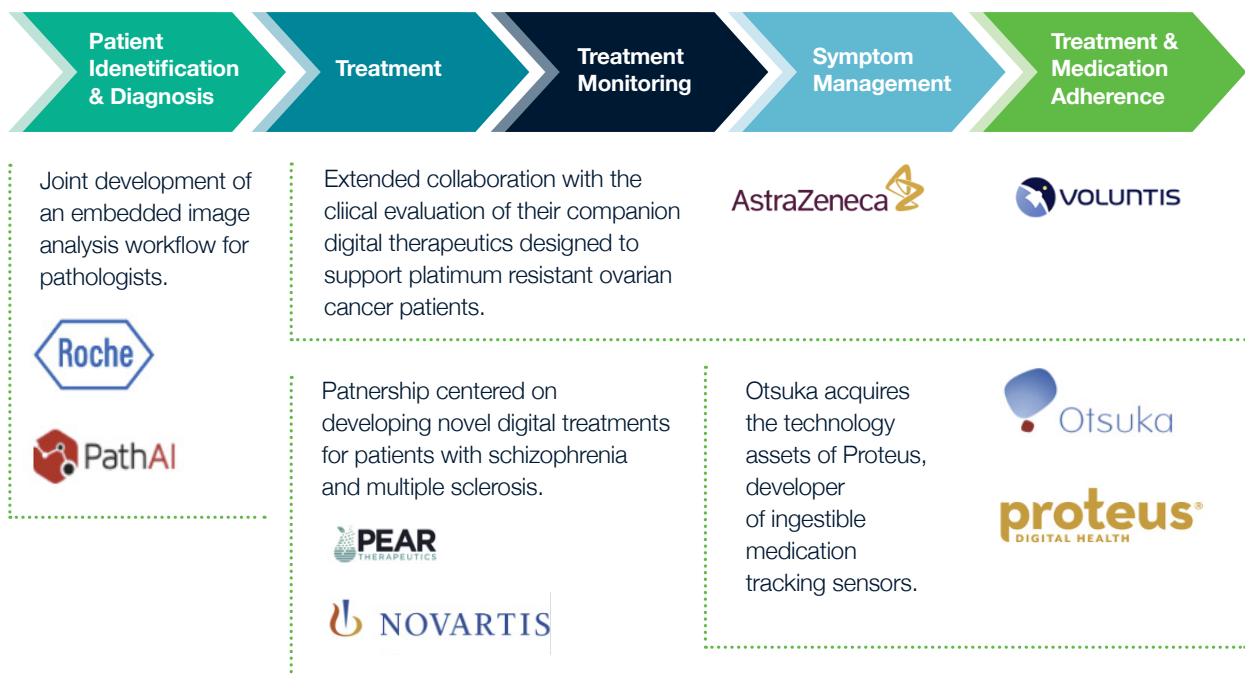 Patient
Idenetification
& Diagnosis
Treatment
Treatment
Monitoring
Symptom
Management
Treatment &
Medication
Adherence
Joint development of
an embedded image
analysis workflow for
pathologists.
Roche
PathAI
Extended collaboration with the
cliical evaluation of their companion
digital therapeutics designed to
support platimum resistant ovarian
cancer patients.
AstraZeneca
VOLUNTIS
Patnership centered on
developing novel digital treatments
for patients with schizophrenia
and multiple sclerosis.
PEAR
THERAPEUTICS
NOVARTIS
Otsuka acquires
the technology
assets of Proteus,
developer
of ingestible
medication
tracking sensors.
Otsuka
proteus®
DIGITAL HEALTH